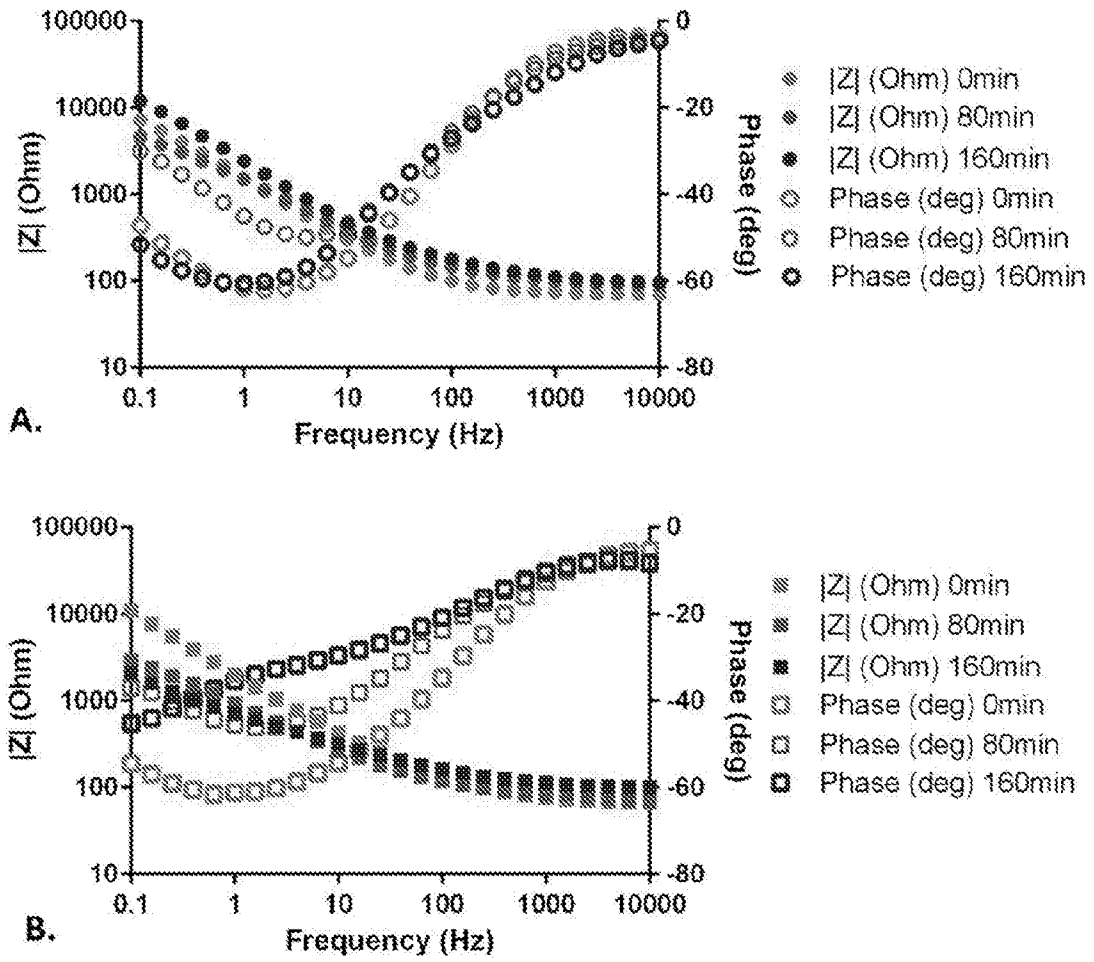 100000
10000
1000
100
10
|Z| (Ohm)
0
-20
-40
-60
-80
Phase (deg)
0.1 1 10 100 1000 10000
Frequency (Hz)
A.
|Z| (Ohm) 0min
|Z| (Ohm) 80min
|Z| (Ohm) 160min
Phase (deg) 0min
Phase (deg) 80min
Phase (deg) 160min
100000
10000
1000
100
10
|Z| (Ohm)
0
-20
-40
-60
-80
Phase (deg)
0.1 1 10 100 1000 10000
Frequency (Hz)
B.
|Z| (Ohm) 0min
|Z| (Ohm) 80min
|Z| (Ohm) 160min
Phase (deg) 0min
Phase (deg) 80min
Phase (deg) 160min